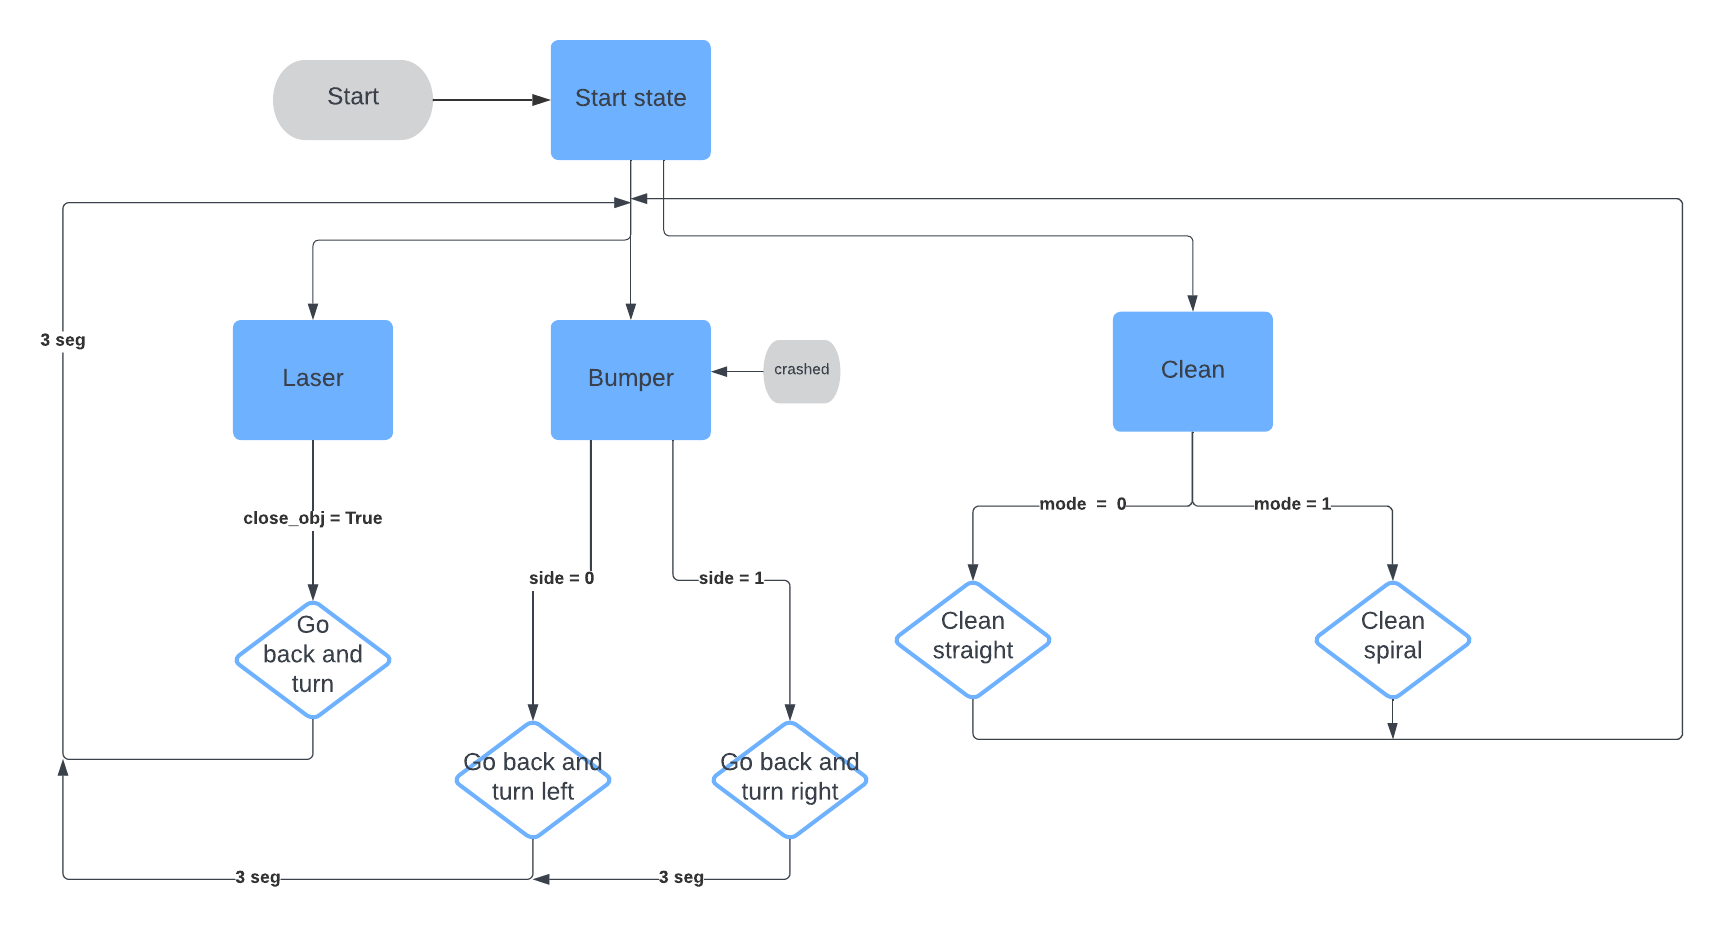 Start
Start state
3 seg
Laser
Bumper
crashed
Clean
close_obj = True
side = 0
side = 1
mode  =  0
mode = 1
Go
back and
turn
Clean
straight
Clean
spiral
Go back and
turn left
Go back and
turn right
3 seg
3 seg